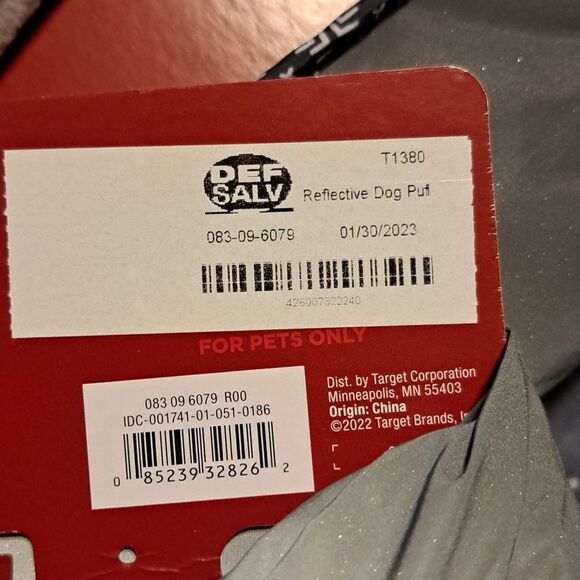 T1380
DEF
SALV
Reflective Dog Puf
083-09-6079 01/30/2023
426007322240
FOR PETS ONLY
083 09 6079 R00
IDC-001741-01-051-0186
0 85239 32826 2
Dist. by Target Corporation
Minneapolis, MN 55403
Origin: China
©2022 Target Brands, In